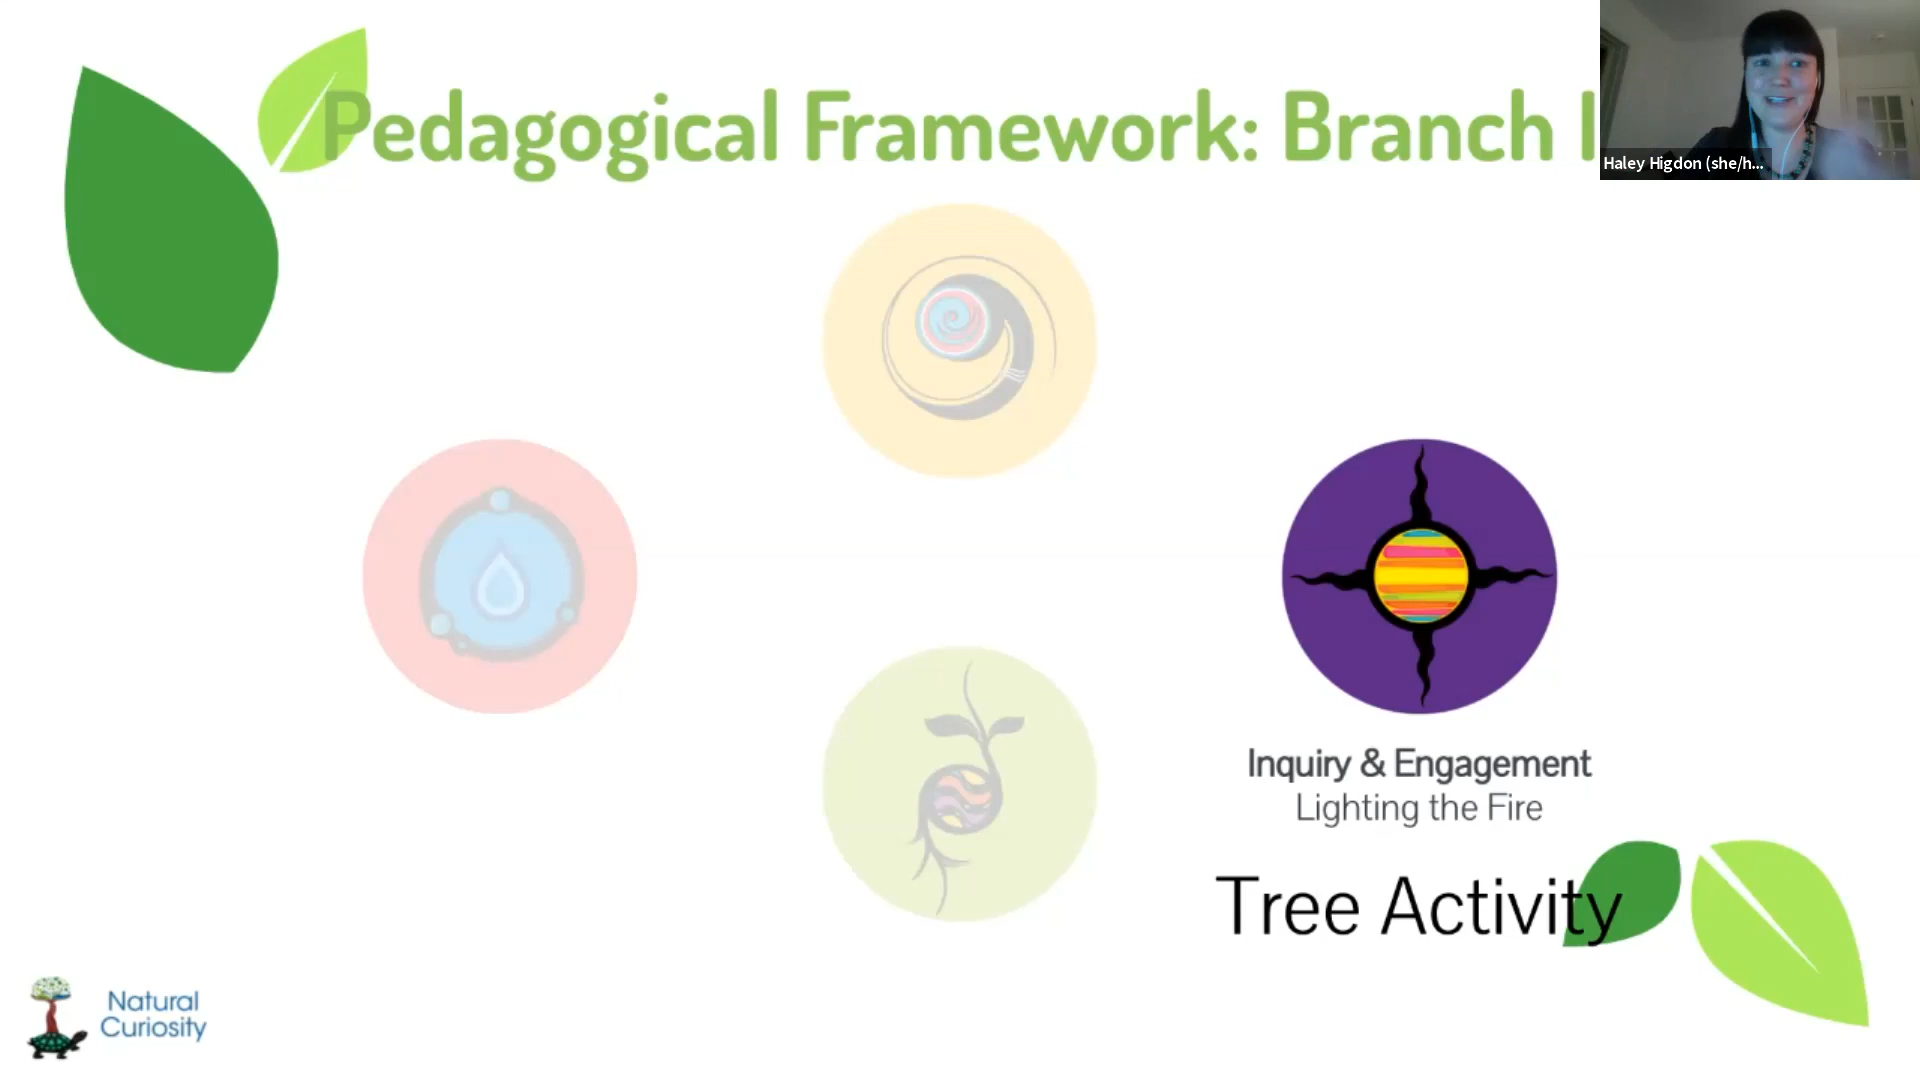 Pedagogical Framework: Branch I
Haley Higdon (she/h...
Inquiry & Engagement
Lighting the Fire
Tree Activity
Natural
Curiosity